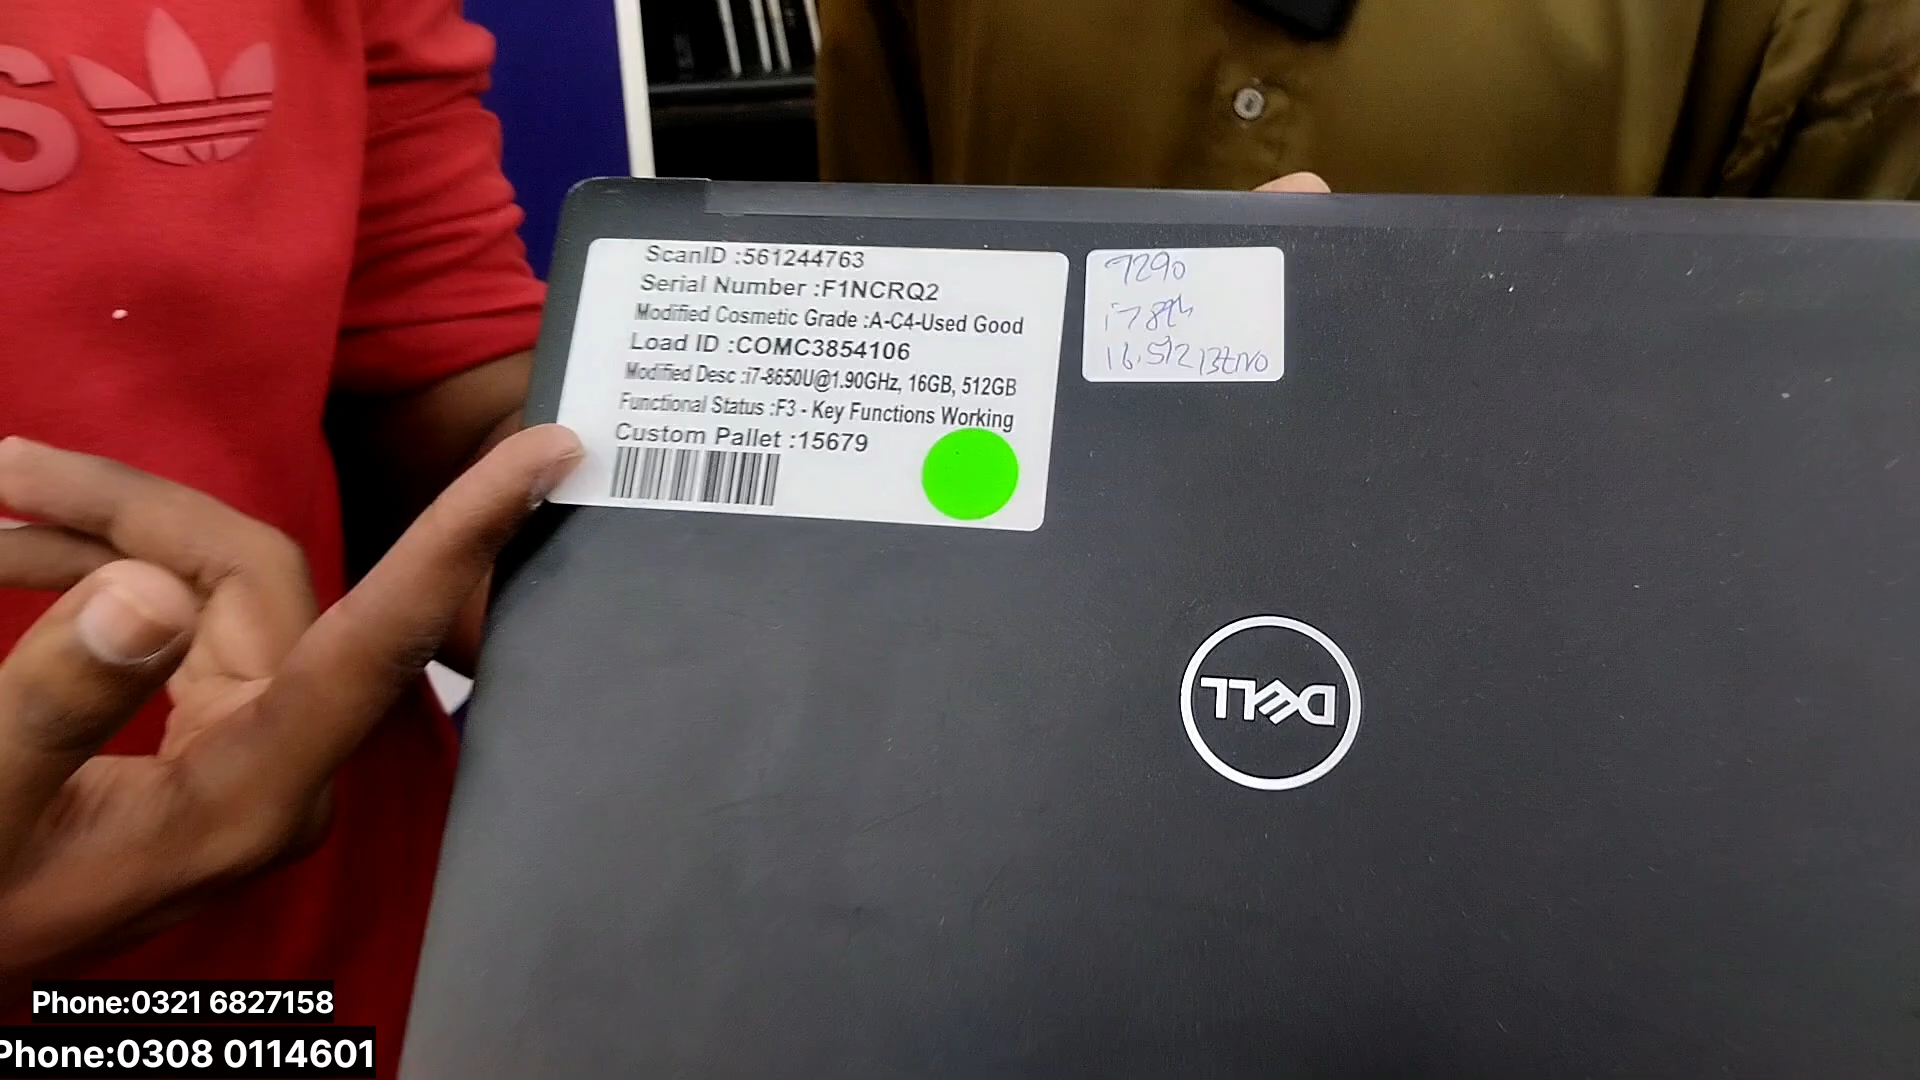 ScanID :561244763
Serial Number :F1NCRQ2
Modified Cosmetic Grade :A-C4-Used Good
Load ID :COMC3854106
Modified Desc :i7-8650U@1.90GHz, 16GB, 512GB
Functional Status :F3 - Key Functions Working
Custom Pallet :15679
7290
i7 8th
16.512
DELL
Phone:0321 6827158
Phone:0308 0114601